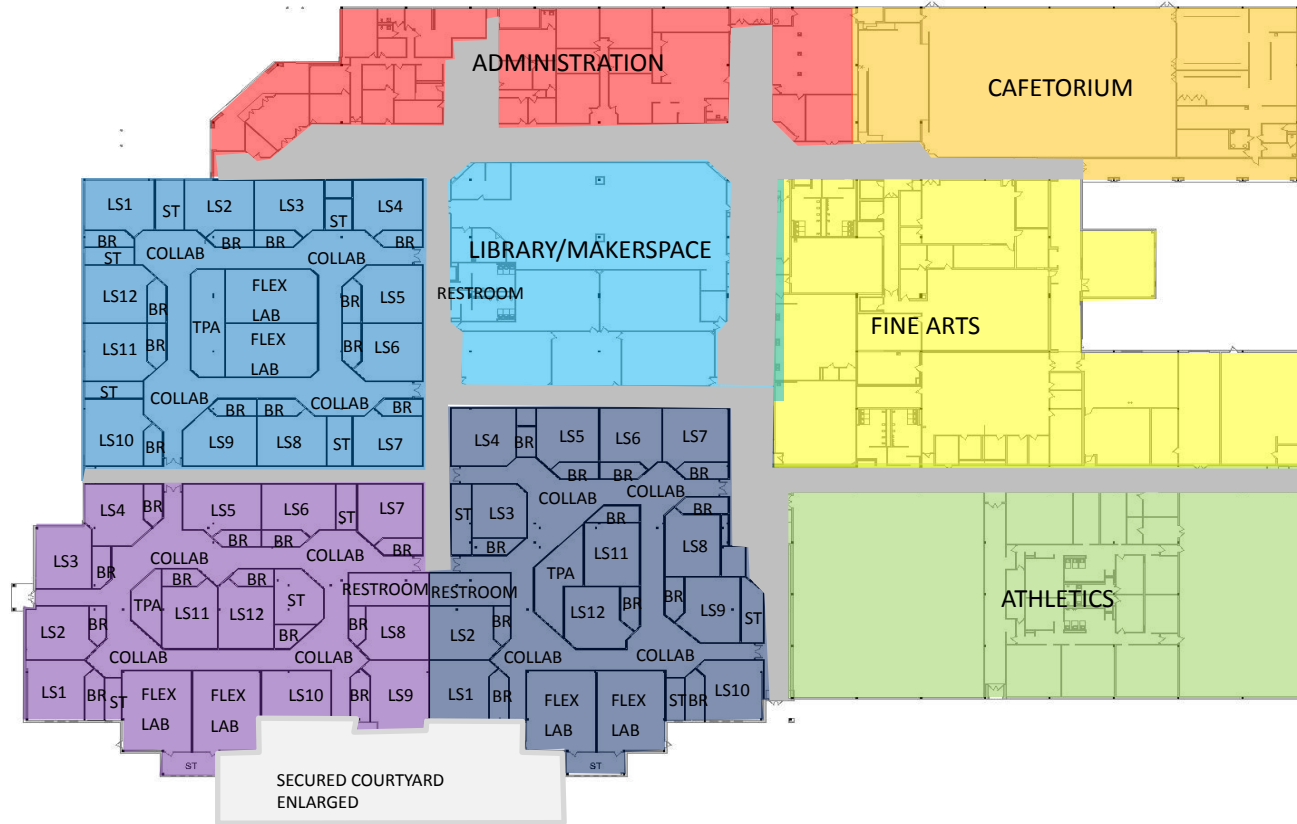 ADMINISTRATION
CAFETORIUM
LS1
ST
LS2
LS3
ST
LS4
BR
BR
BR
BR
ST
COLLAB
COLLAB
LIBRARY/MAKERSPACE
RESTROOM
FINE ARTS
LS12
BR
TPA
FLEX
LAB
FLEX
LAB
BR
LS5
LS11
BR
BR
LS6
ST
COLLAB
COLLAB
BR
BR
BR
LS10
BR
LS9
LS8
ST
LS7
LS4
BR
LS5
LS6
ST
LS7
BR
BR
BR
LS3
BR
COLLAB
COLLAB
TPA
BR
BR
ST
LS11
LS12
BR
RESTROOM
LS2
BR
BR
LS8
COLLAB
COLLAB
LS1
BR
ST
FLEX
LAB
FLEX
LAB
LS10
BR
LS9
ST
LS4
BR
LS5
LS6
LS7
BR
BR
BR
COLLAB
COLLAB
ST
LS3
BR
BR
BR
LS8
LS11
TPA
RESTROOM
LS12
BR
BR
LS9
ST
LS2
BR
COLLAB
COLLAB
LS1
BR
FLEX
LAB
FLEX
LAB
ST
BR
LS10
ST
ATHLETICS
SECURED COURTYARD
ENLARGED